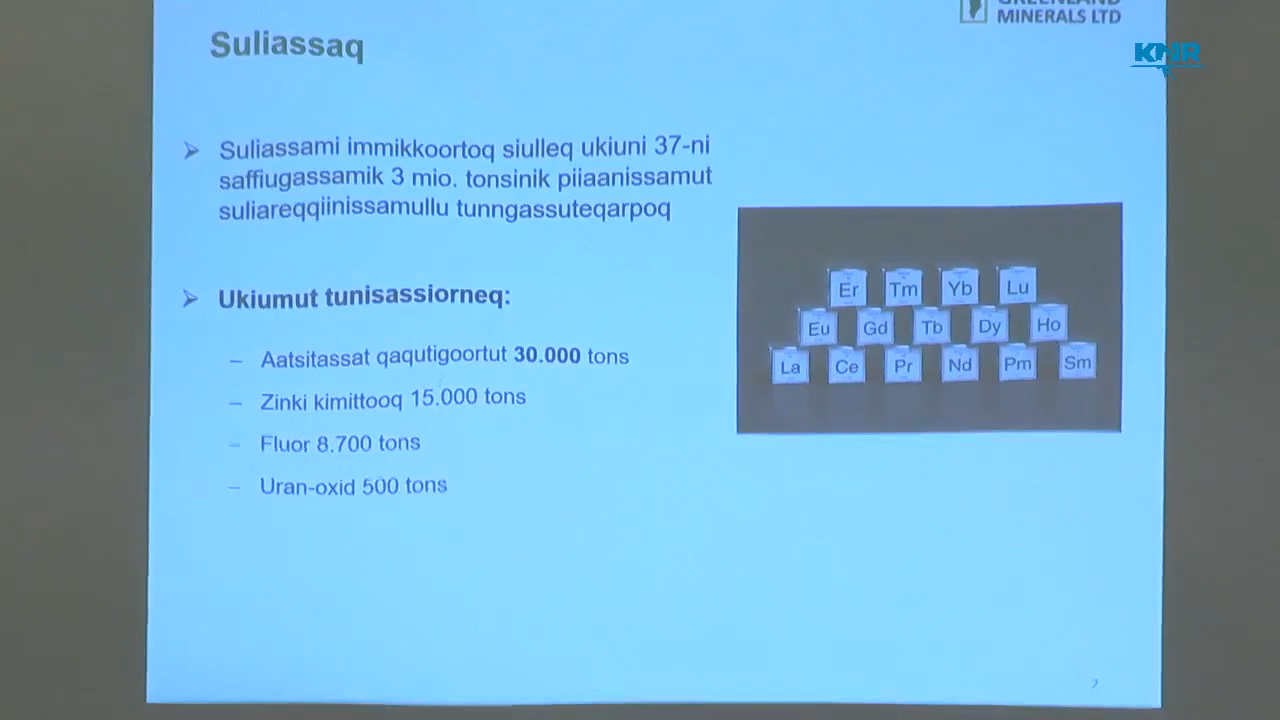 MINERALS LTD
KNR
Suliassaq
Suliassami immikkoortoq siulleq ukiuni 37-ni
saffiugassamik 3 mio. tonsinik piiaanissamut
suliareqqiinissamullu tunngassuteqarpoq
Ukiumut tunisassiorneq:
– Aatsitassat qaqutigoortut 30.000 tons
– Zinki kimittooq 15.000 tons
– Fluor 8.700 tons
– Uran-oxid 500 tons
Er Tm Yb Lu
Eu Gd Tb Dy Ho
La Ce Pr Nd Pm Sm